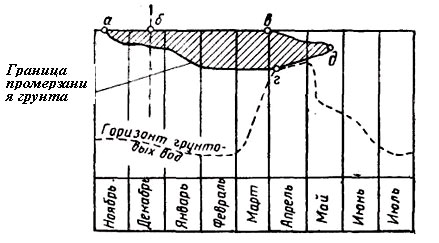 а
1
б
в
д
г
Граница
промерзани
я грунта
Горизонт грунто-
вых вод
Ноябрь
Декабрь
Январь
Февраль
Март
Апрель
Май
Июнь
Июль